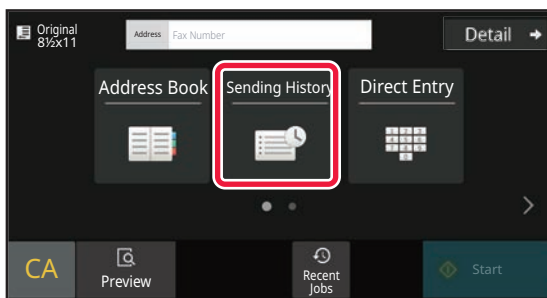 Original
8½x11
Address
Fax Number
Detail
Address Book
Sending History
Direct Entry
CA
Preview
Recent
Jobs
Start